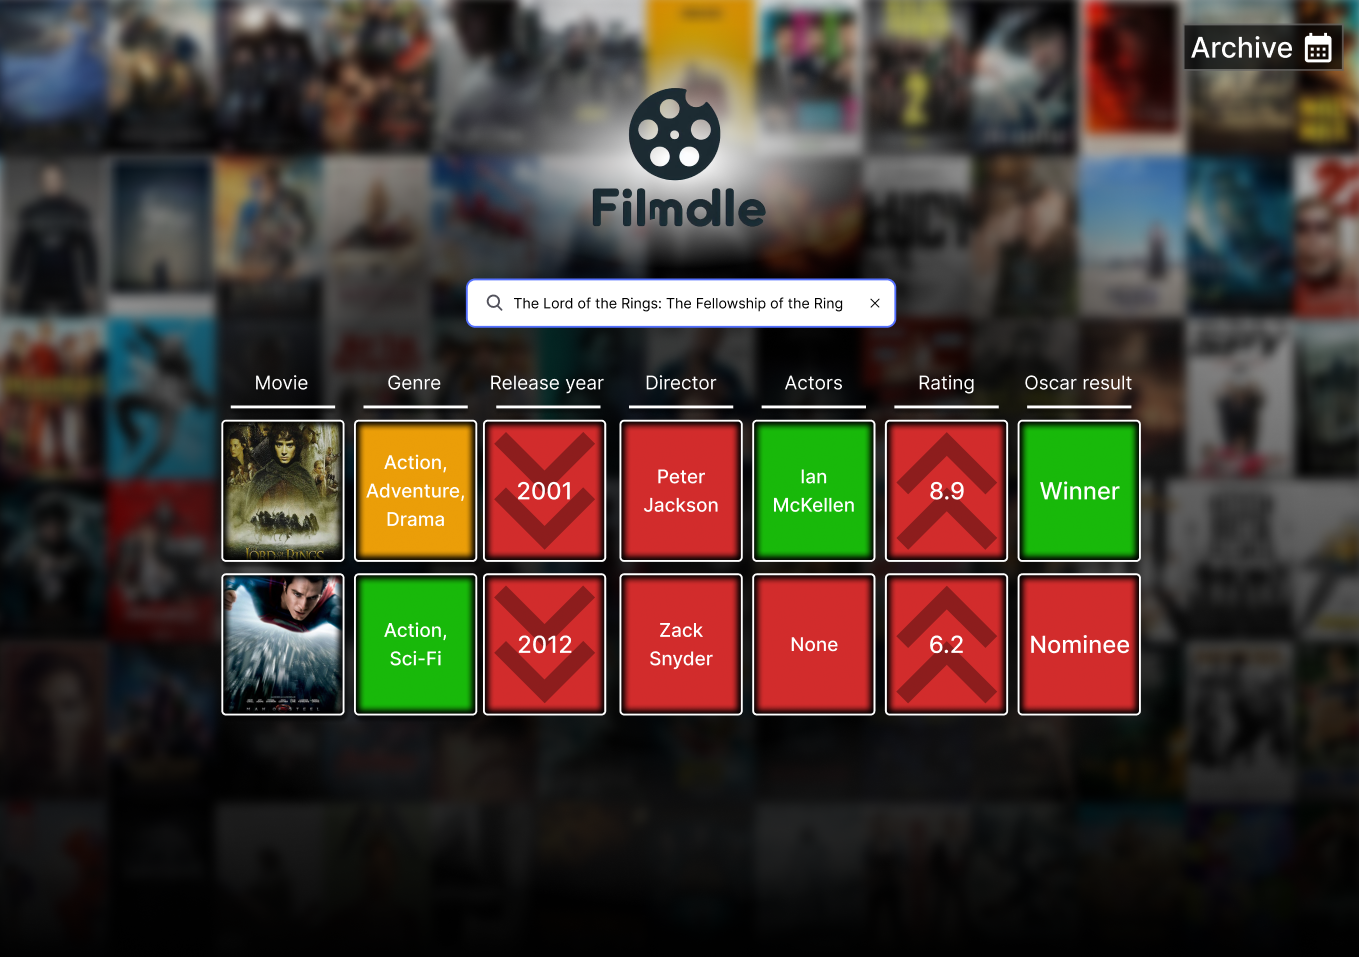 Archive
Filmdle
The Lord of the Rings: The Fellowship of the Ring
Movie Genre Release year Director Actors Rating Oscar result
Action,
Adventure,
Drama
2001
Peter
Jackson
Ian
McKellen
8.9
Winner
LORD OF THE RINGS
Action,
Sci-Fi
2012
Zack
Snyder
None
6.2
Nominee
MAN OF STEEL